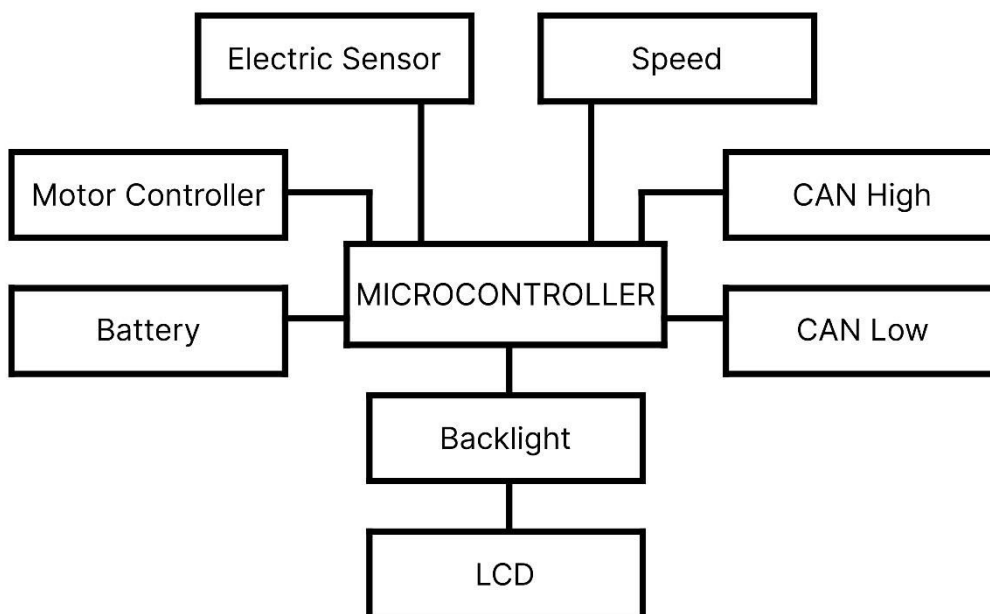 Electric Sensor
Speed
Motor Controller
CAN High
MICROCONTROLLER
Battery
CAN Low
Backlight
LCD